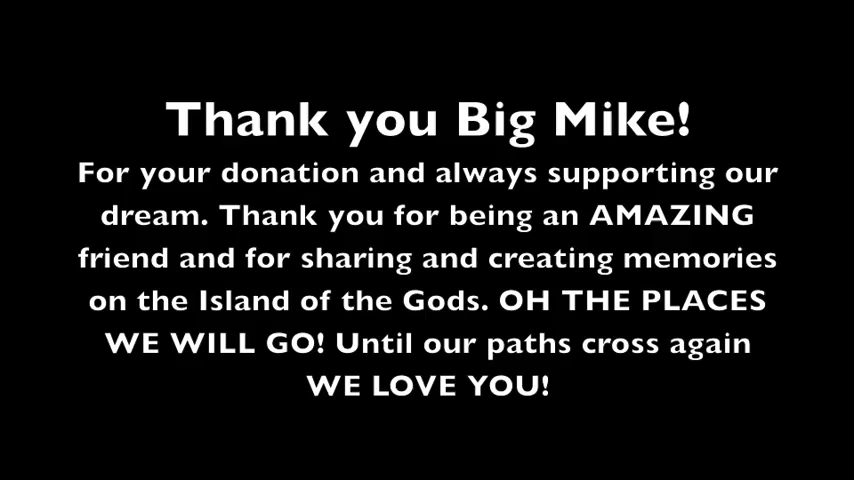 Thank you Big Mike!
For your donation and always supporting our
dream. Thank you for being an AMAZING
friend and for sharing and creating memories
on the Island of the Gods. OH THE PLACES
WE WILL GO! Until our paths cross again
WE LOVE YOU!